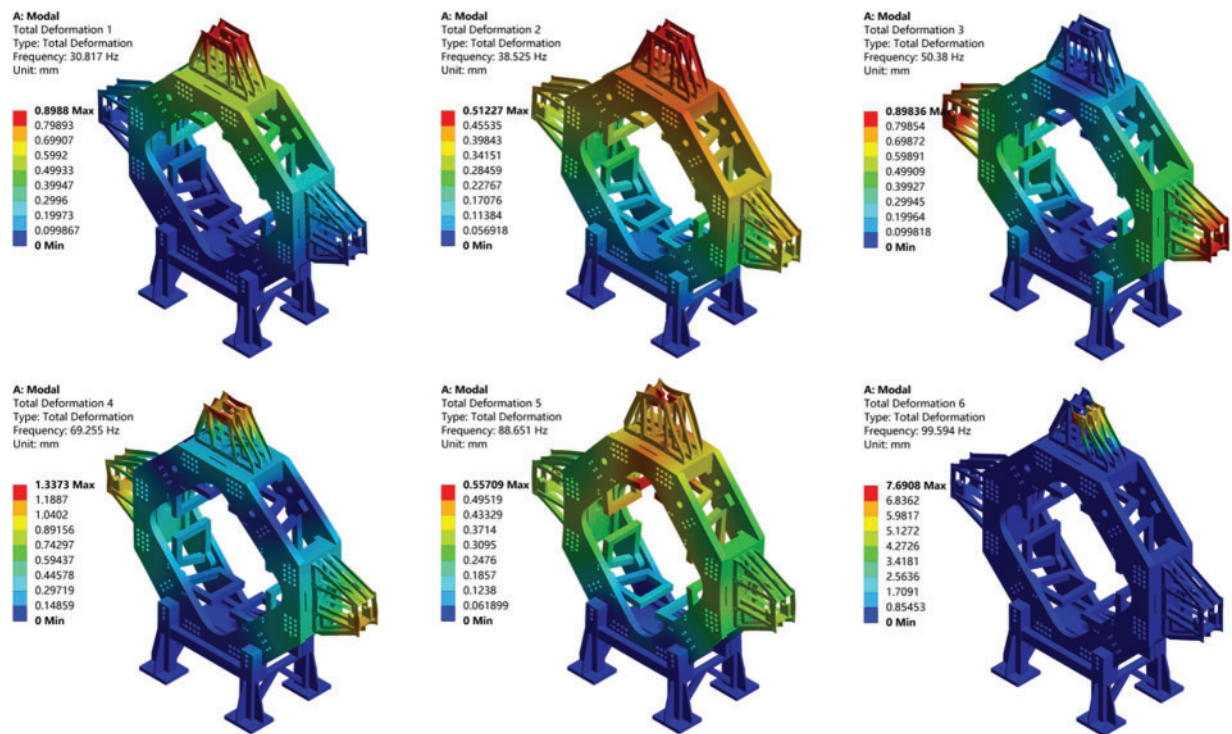 A: Modal
Total Deformation 1
Type: Total Deformation
Frequency: 30.817 Hz
Unit: mm
0.8988 Max
0.79893
0.69907
0.5992
0.49933
0.39947
0.2996
0.19973
0.099867
0 Min
A: Modal
Total Deformation 2
Type: Total Deformation
Frequency: 38.525 Hz
Unit: mm
0.51227 Max
0.45535
0.39843
0.34151
0.28459
0.22767
0.17076
0.11384
0.056918
0 Min
A: Modal
Total Deformation 3
Type: Total Deformation
Frequency: 50.38 Hz
Unit: mm
0.89836 Max
0.79854
0.69872
0.59891
0.49909
0.39927
0.29945
0.19964
0.099818
0 Min
A: Modal
Total Deformation 4
Type: Total Deformation
Frequency: 69.255 Hz
Unit: mm
1.3373 Max
1.1887
1.0402
0.89156
0.74297
0.59437
0.44578
0.29719
0.14859
0 Min
A: Modal
Total Deformation 5
Type: Total Deformation
Frequency: 88.651 Hz
Unit: mm
0.55709 Max
0.49519
0.43329
0.3714
0.3095
0.2476
0.1857
0.1238
0.061899
0 Min
A: Modal
Total Deformation 6
Type: Total Deformation
Frequency: 99.594 Hz
Unit: mm
7.6908 Max
6.8362
5.9817
5.1272
4.2726
3.4181
2.5636
1.7091
0.85453
0 Min